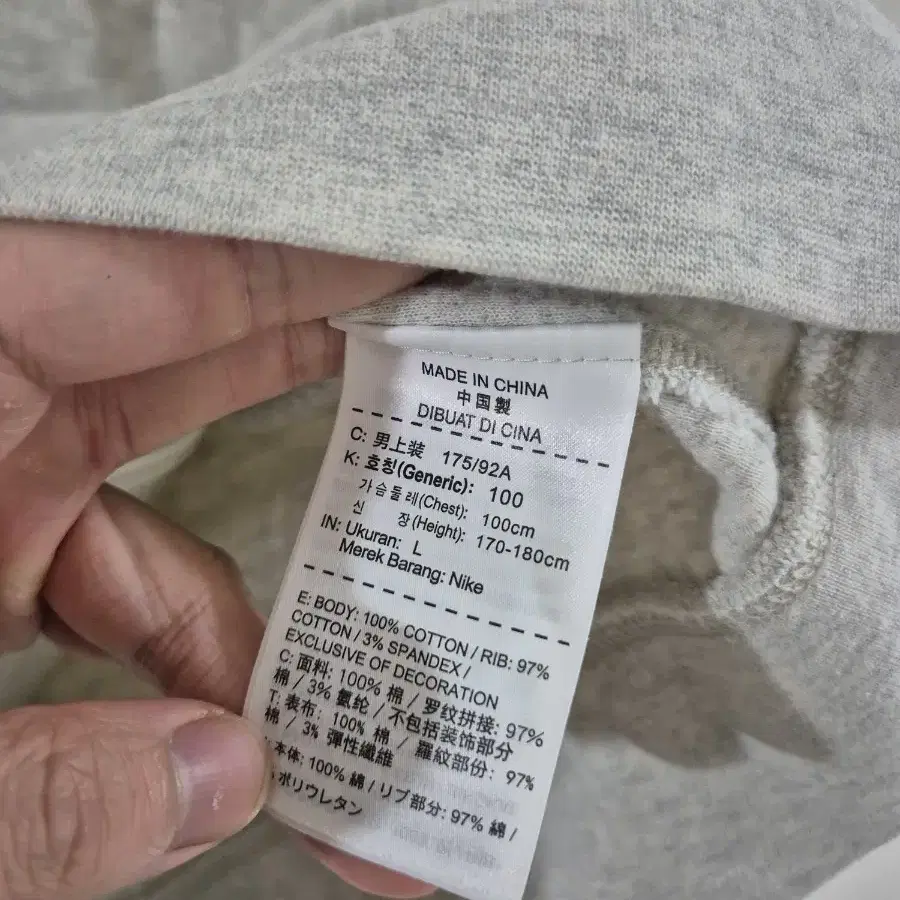 MADE IN CHINA
中国製
DIBUAT DI CINA
C: 男上装 175/92A
K: 호칭(Generic): 100
가슴둘레(Chest): 100cm
신 장(Height): 170-180cm
IN: Ukuran: L
Merek Barang: Nike
E: BODY: 100% COTTON / RIB: 97%
COTTON / 3% SPANDEX /
EXCLUSIVE OF DECORATION
C: 面料: 100% 棉 / 罗纹拼接: 97%
棉 / 3% 氨纶 / 不包括装饰部分
T: 表布: 100% 棉 / 羅紋部份: 97%
棉 / 3% 彈性纖維
本体: 100% 綿 / リブ部分: 97% 綿 /
ポリウレタン